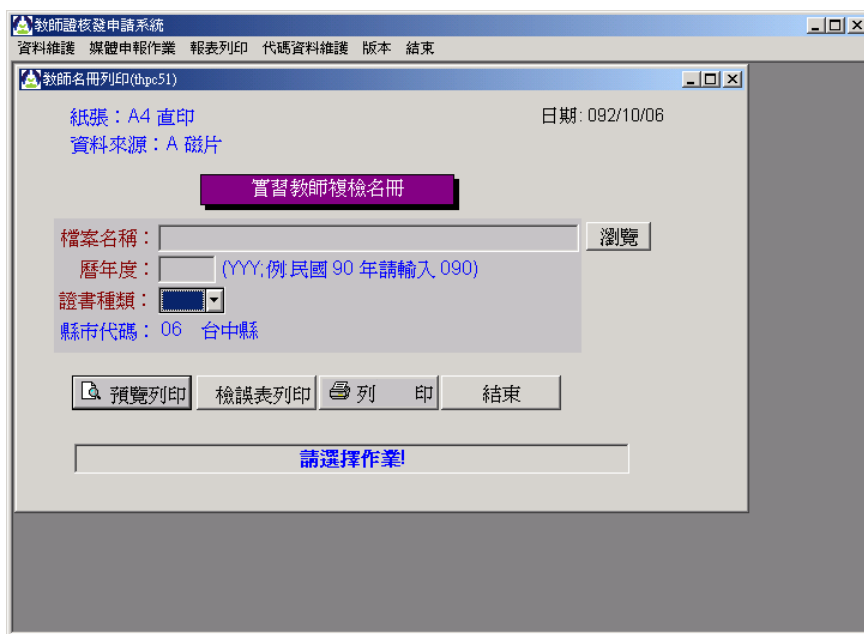 教師證核發申請系統
資料維護 媒體申報作業 報表列印 代碼資料維護 版本 結束
教師名冊列印(thpc51)
紙張：A4 直印 日期: 092/10/06
資料來源：A 磁片
實習教師複檢名冊
檔案名稱： 瀏覽
曆年度： (YYY;例:民國 90 年請輸入 090)
證書種類：
縣市代碼： 06 台中縣
預覽列印 檢誤表列印 列 印 結束
請選擇作業!